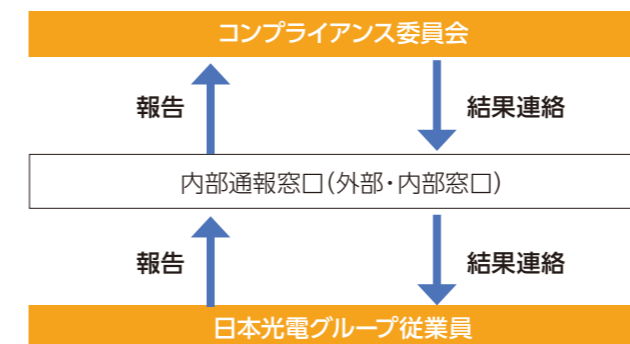 コンプライアンス委員会
報告
結果連絡
内部通報窓口(外部・内部窓口)
報告
結果連絡
日本光電グループ従業員